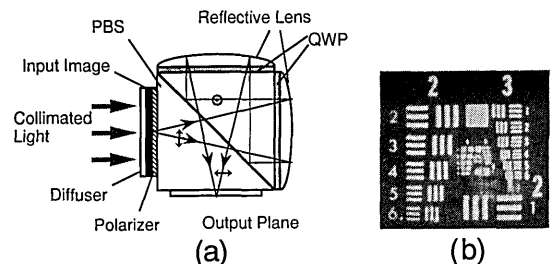 Reflective Lens
PBS
QWP
Input Image
Collimated
Light
Diffuser
Polarizer
Output Plane
(a)
2 3
2
3
4
5
6
2
1
(b)